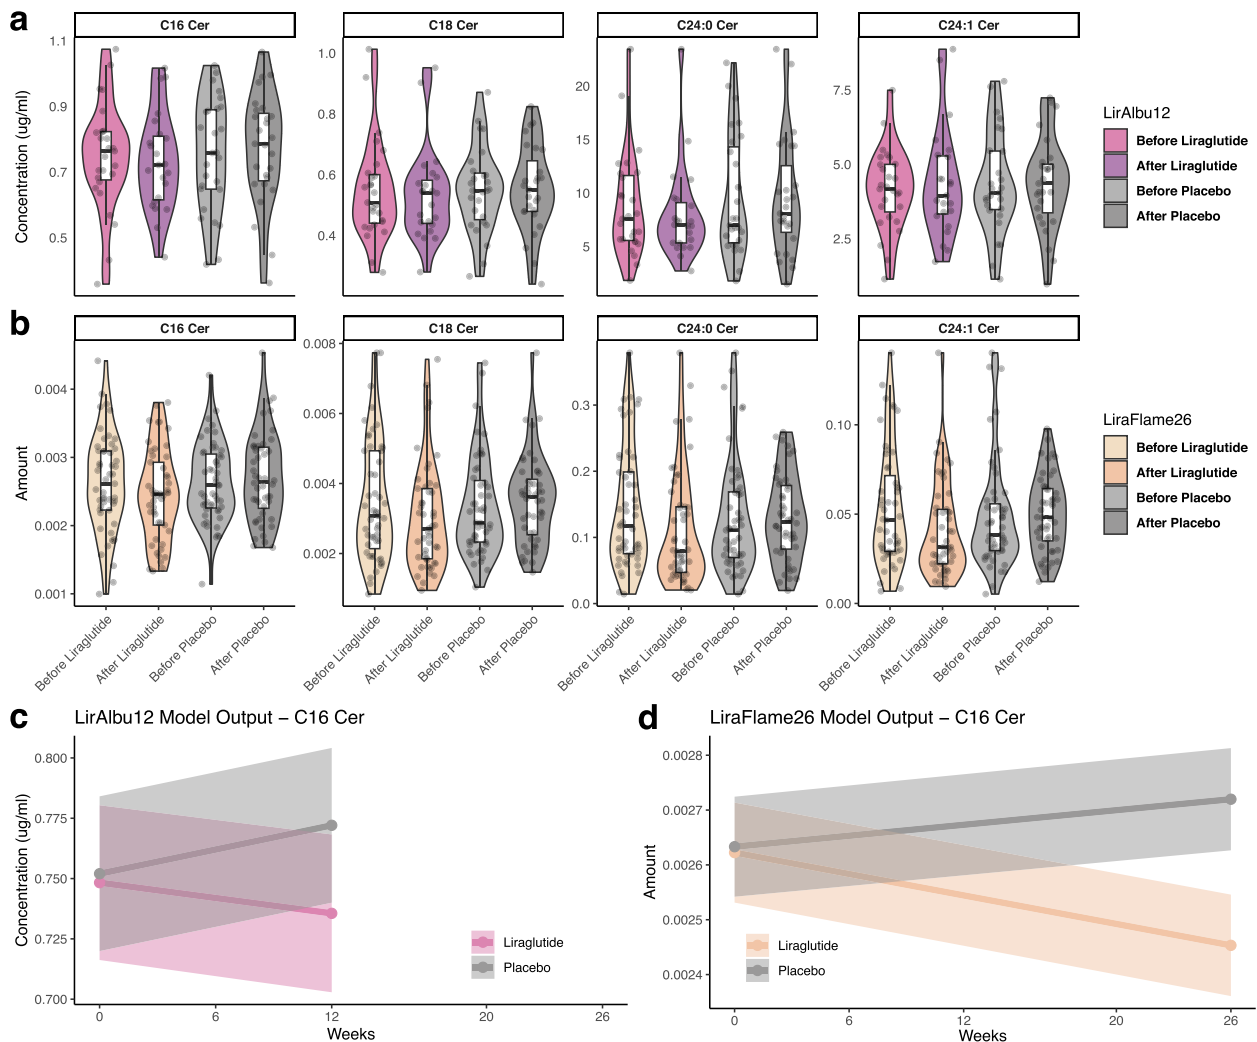 a
C16 Cer
C18 Cer
C24:0 Cer
C24:1 Cer
Concentration (ug/ml)
1.1
0.9
0.7
0.5
1.0
0.8
0.6
0.4
20
15
10
5
7.5
5.0
2.5
LirAlbu12
Before Liraglutide
After Liraglutide
Before Placebo
After Placebo
b
C16 Cer
C18 Cer
C24:0 Cer
C24:1 Cer
Amount
0.004
0.003
0.002
0.001
0.008
0.006
0.004
0.002
0.3
0.2
0.1
0.0
0.10
0.05
0.00
LiraFlame26
Before Liraglutide
After Liraglutide
Before Placebo
After Placebo
Before Liraglutide
After Liraglutide
Before Placebo
After Placebo
Before Liraglutide
After Liraglutide
Before Placebo
After Placebo
Before Liraglutide
After Liraglutide
Before Placebo
After Placebo
Before Liraglutide
After Liraglutide
Before Placebo
After Placebo
c
LirAlbu12 Model Output – C16 Cer
Concentration (ug/ml)
0.800
0.775
0.750
0.725
0.700
Liraglutide
Placebo
0
6
12
20
26
Weeks
d
LiraFlame26 Model Output – C16 Cer
Amount
0.0028
0.0027
0.0026
0.0025
0.0024
Liraglutide
Placebo
0
6
12
20
26
Weeks